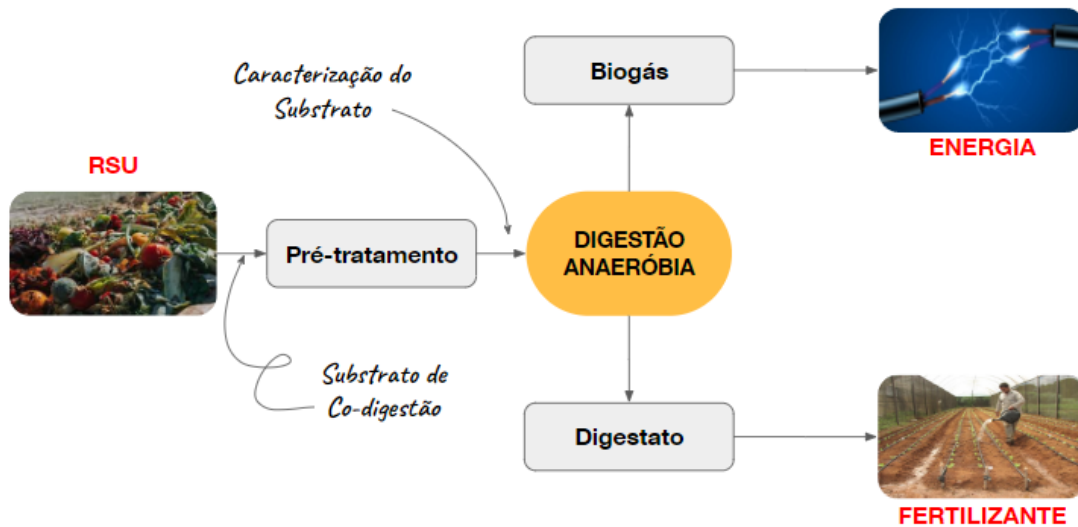 Caracterização do
Substrato
Biogás
ENERGIA
RSU
Pré-tratamento
DIGESTÃO
ANAERÓBIA
Substrato de
Co-digestão
Digestato
FERTILIZANTE